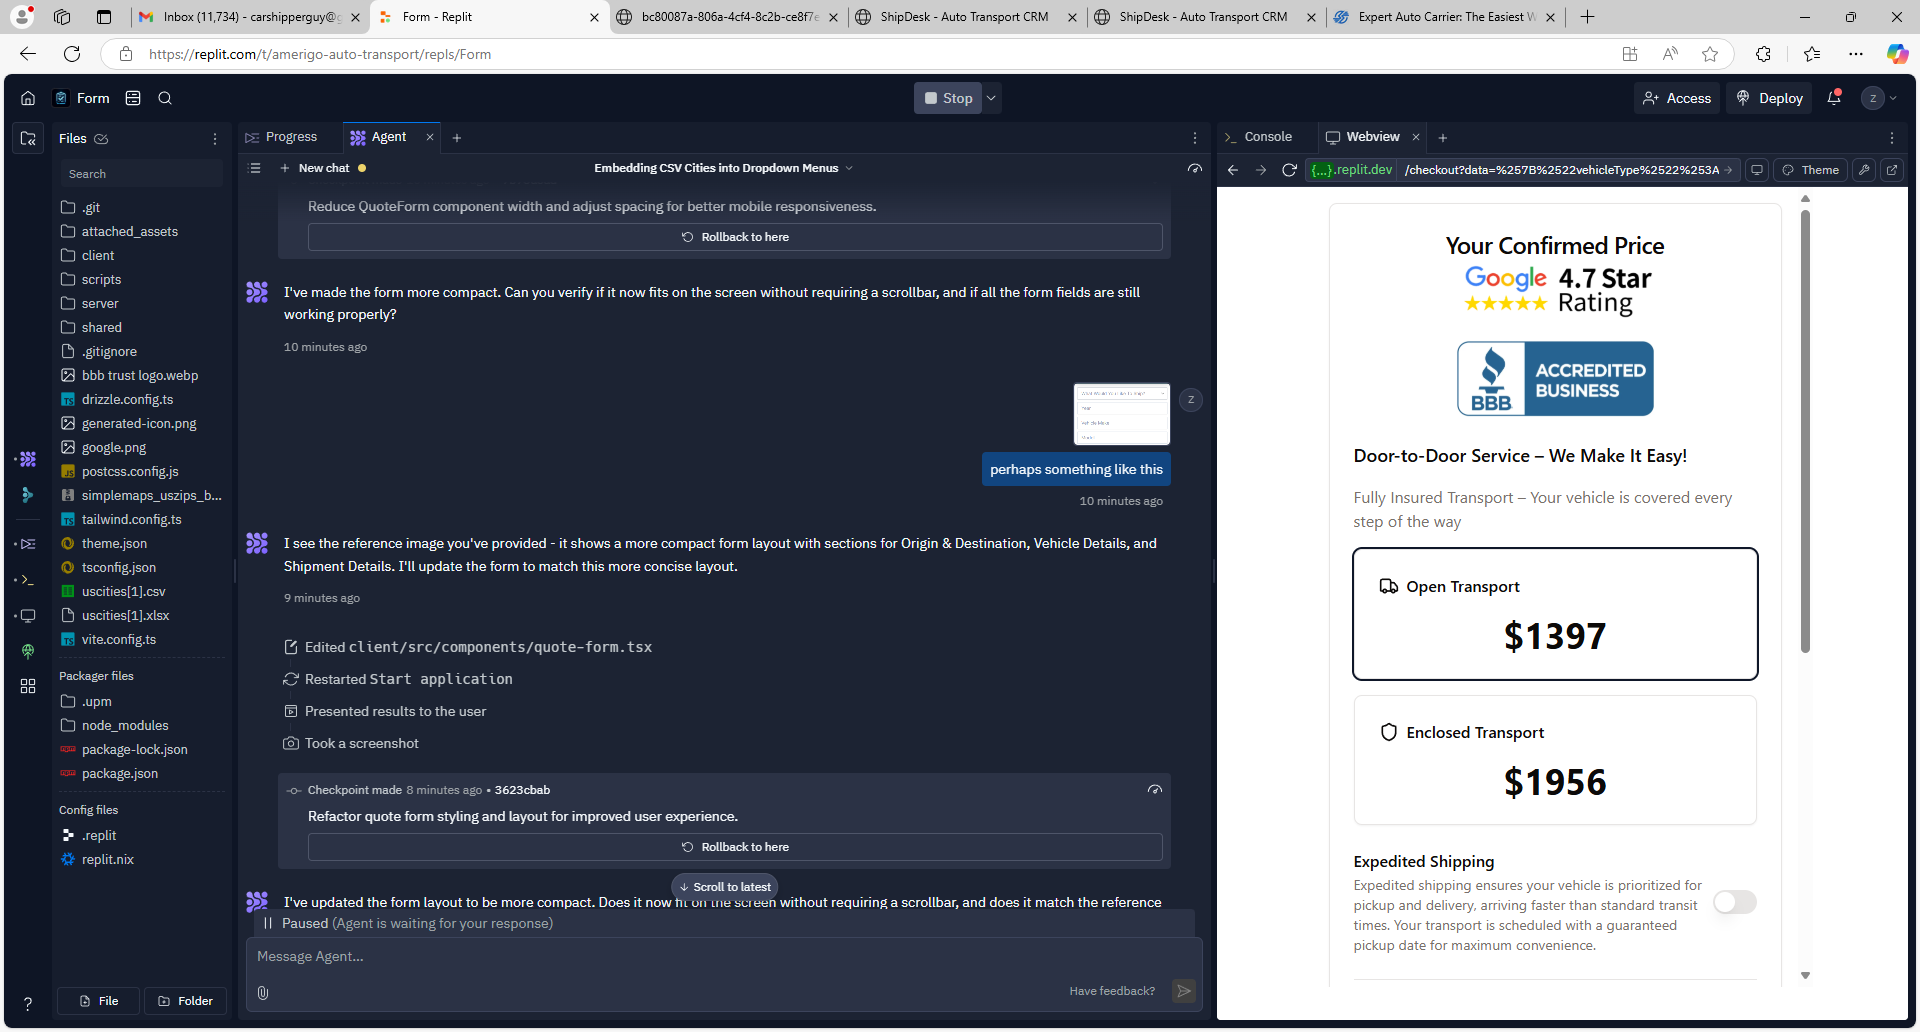 Inbox (11,734) - carshipperguy@g
Form - Replit
bc80087a-806a-4cf4-8c2b-ce8f7e
ShipDesk - Auto Transport CRM
ShipDesk - Auto Transport CRM
Expert Auto Carrier: The Easiest W
https://replit.com/t/amerigo-auto-transport/repls/Form
Form
Stop
Access
Deploy
Z
Files
Search
.git
attached_assets
client
scripts
server
shared
.gitignore
bbb trust logo.webp
drizzle.config.ts
generated-icon.png
google.png
postcss.config.js
simplemaps_uszips_b...
tailwind.config.ts
theme.json
tsconfig.json
uscities[1].csv
uscities[1].xlsx
vite.config.ts
Packager files
.upm
node_modules
package-lock.json
package.json
Config files
.replit
replit.nix
File
Folder
Progress
Agent
New chat
Embedding CSV Cities into Dropdown Menus
Reduce QuoteForm component width and adjust spacing for better mobile responsiveness.
Rollback to here
I've made the form more compact. Can you verify if it now fits on the screen without requiring a scrollbar, and if all the form fields are still
working properly?
10 minutes ago
What Would You Like To Ship?
Year
Vehicle Make
Model
Z
perhaps something like this
10 minutes ago
I see the reference image you've provided - it shows a more compact form layout with sections for Origin & Destination, Vehicle Details, and
Shipment Details. I'll update the form to match this more concise layout.
9 minutes ago
Edited client/src/components/quote-form.tsx
Restarted Start application
Presented results to the user
Took a screenshot
Checkpoint made 8 minutes ago • 3623cbab
Refactor quote form styling and layout for improved user experience.
Rollback to here
Scroll to latest
I've updated the form layout to be more compact. Does it now fit on the screen without requiring a scrollbar, and does it match the reference
Paused (Agent is waiting for your response)
Message Agent...
Have feedback?
Console
Webview
{...}.replit.dev
/checkout?data=%257B%2522vehicleType%2522%253A
Theme
Your Confirmed Price
Google 4.7 Star
Rating
BBB
ACCREDITED
BUSINESS
Door-to-Door Service – We Make It Easy!
Fully Insured Transport – Your vehicle is covered every
step of the way
Open Transport
$1397
Enclosed Transport
$1956
Expedited Shipping
Expedited shipping ensures your vehicle is prioritized for
pickup and delivery, arriving faster than standard transit
times. Your transport is scheduled with a guaranteed
pickup date for maximum convenience.